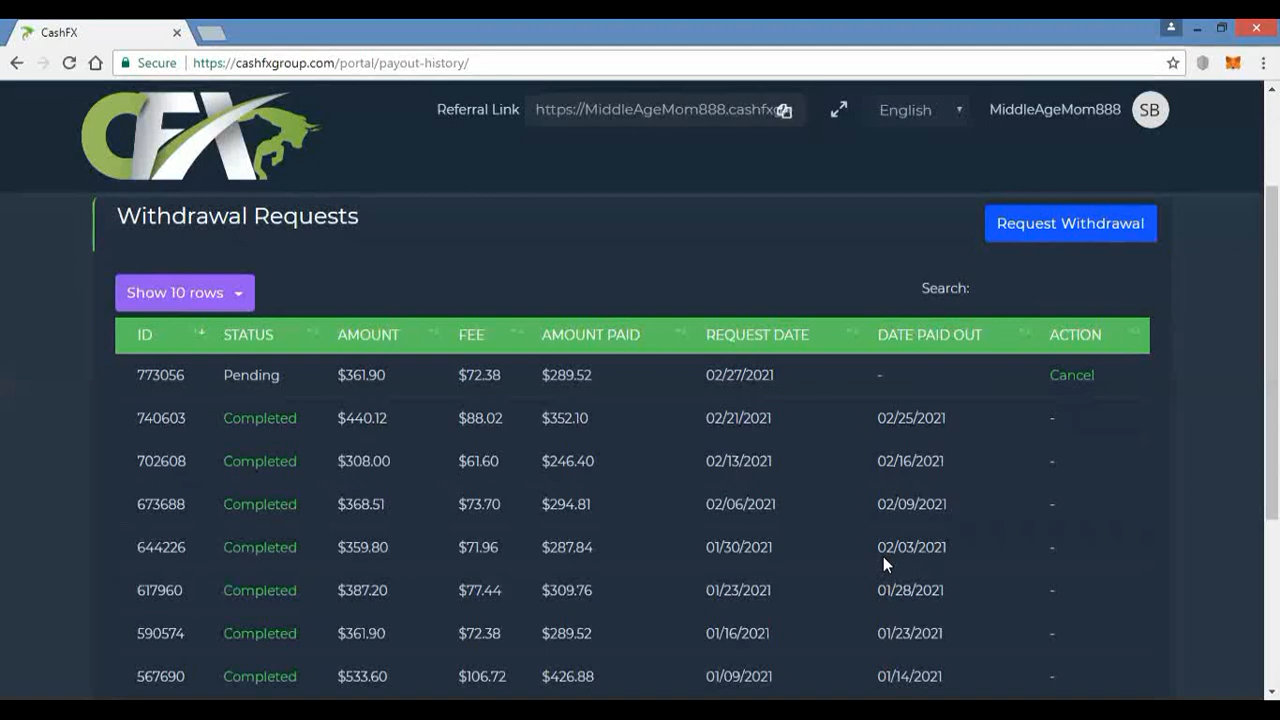 CashFX
Secure https://cashfxgroup.com/portal/payout-history/
CFX Referral Link https://MiddleAgeMom888.cashfx English MiddleAgeMom888 SB
Withdrawal Requests Request Withdrawal
Show 10 rows Search:
ID STATUS AMOUNT FEE AMOUNT PAID REQUEST DATE DATE PAID OUT ACTION
773056 Pending $361.90 $72.38 $289.52 02/27/2021 - Cancel
740603 Completed $440.12 $88.02 $352.10 02/21/2021 02/25/2021 -
702608 Completed $308.00 $61.60 $246.40 02/13/2021 02/16/2021 -
673688 Completed $368.51 $73.70 $294.81 02/06/2021 02/09/2021 -
644226 Completed $359.80 $71.96 $287.84 01/30/2021 02/03/2021 -
617960 Completed $387.20 $77.44 $309.76 01/23/2021 01/28/2021 -
590574 Completed $361.90 $72.38 $289.52 01/16/2021 01/23/2021 -
567690 Completed $533.60 $106.72 $426.88 01/09/2021 01/14/2021 -